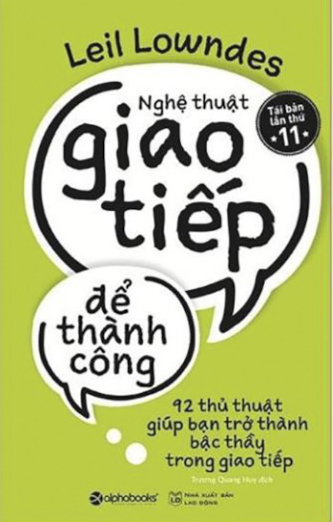 Leil Lowndes
Nghệ thuật
Tái bản
lần thứ
11
giao
tiếp
để
thành
công
92 thủ thuật
giúp bạn trở thành
bậc thầy
trong giao tiếp
Trương Quang Huy dịch
alphabooks
LĐ
NHÀ XUẤT BẢN
LAO ĐỘNG